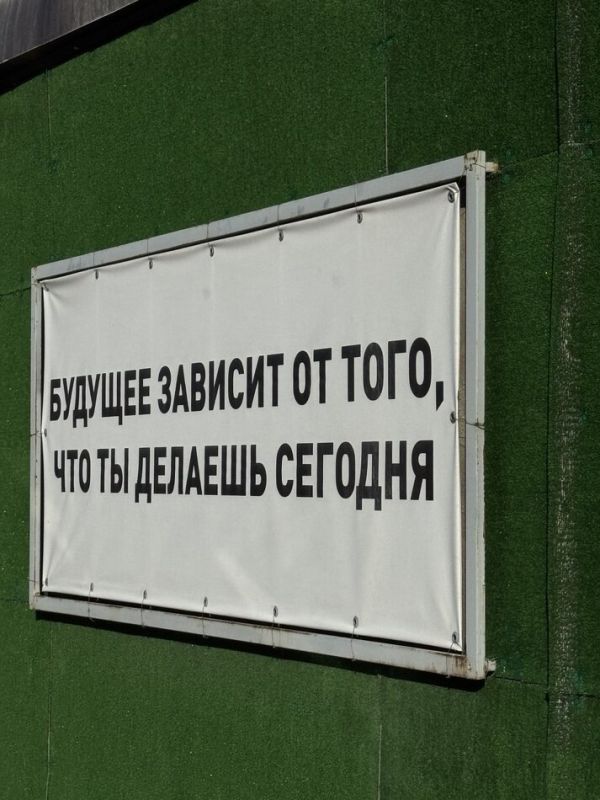 БУДУЩЕЕ ЗАВИСИТ ОТ ТОГО,
ЧТО ТЫ ДЕЛАЕШЬ СЕГОДНЯ